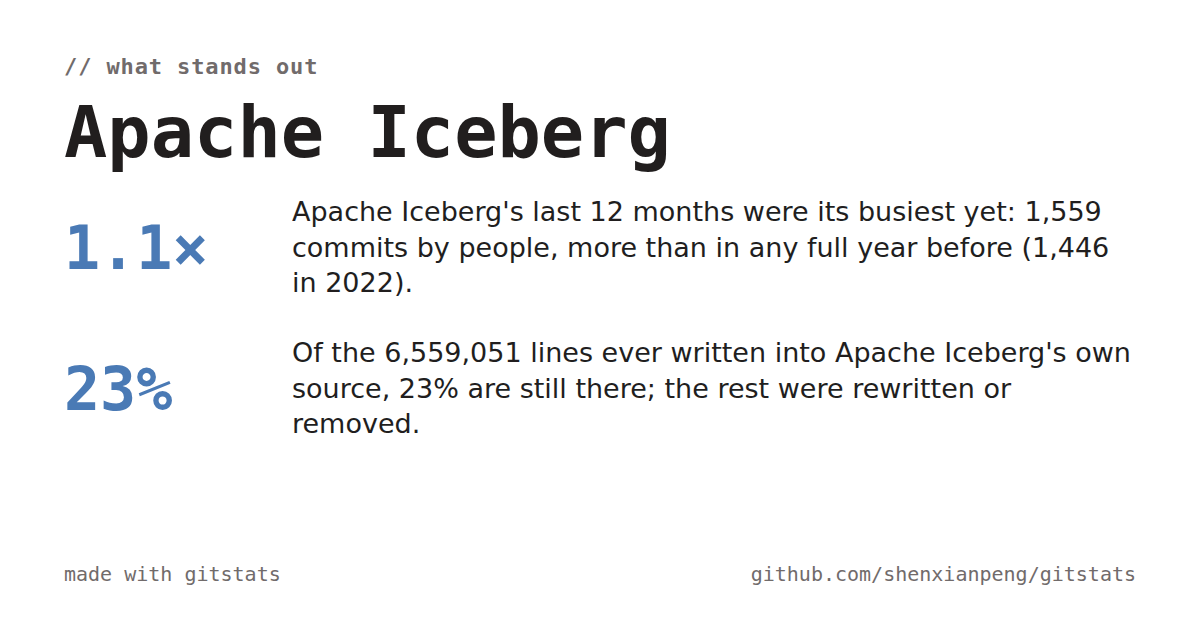 // what stands out
Apache Iceberg
1.1×
Apache Iceberg's last 12 months were its busiest yet: 1,559
commits by people, more than in any full year before (1,446
in 2022).
23%
Of the 6,559,051 lines ever written into Apache Iceberg's own
source, 23% are still there; the rest were rewritten or
removed.
made with gitstats
github.com/shenxianpeng/gitstats